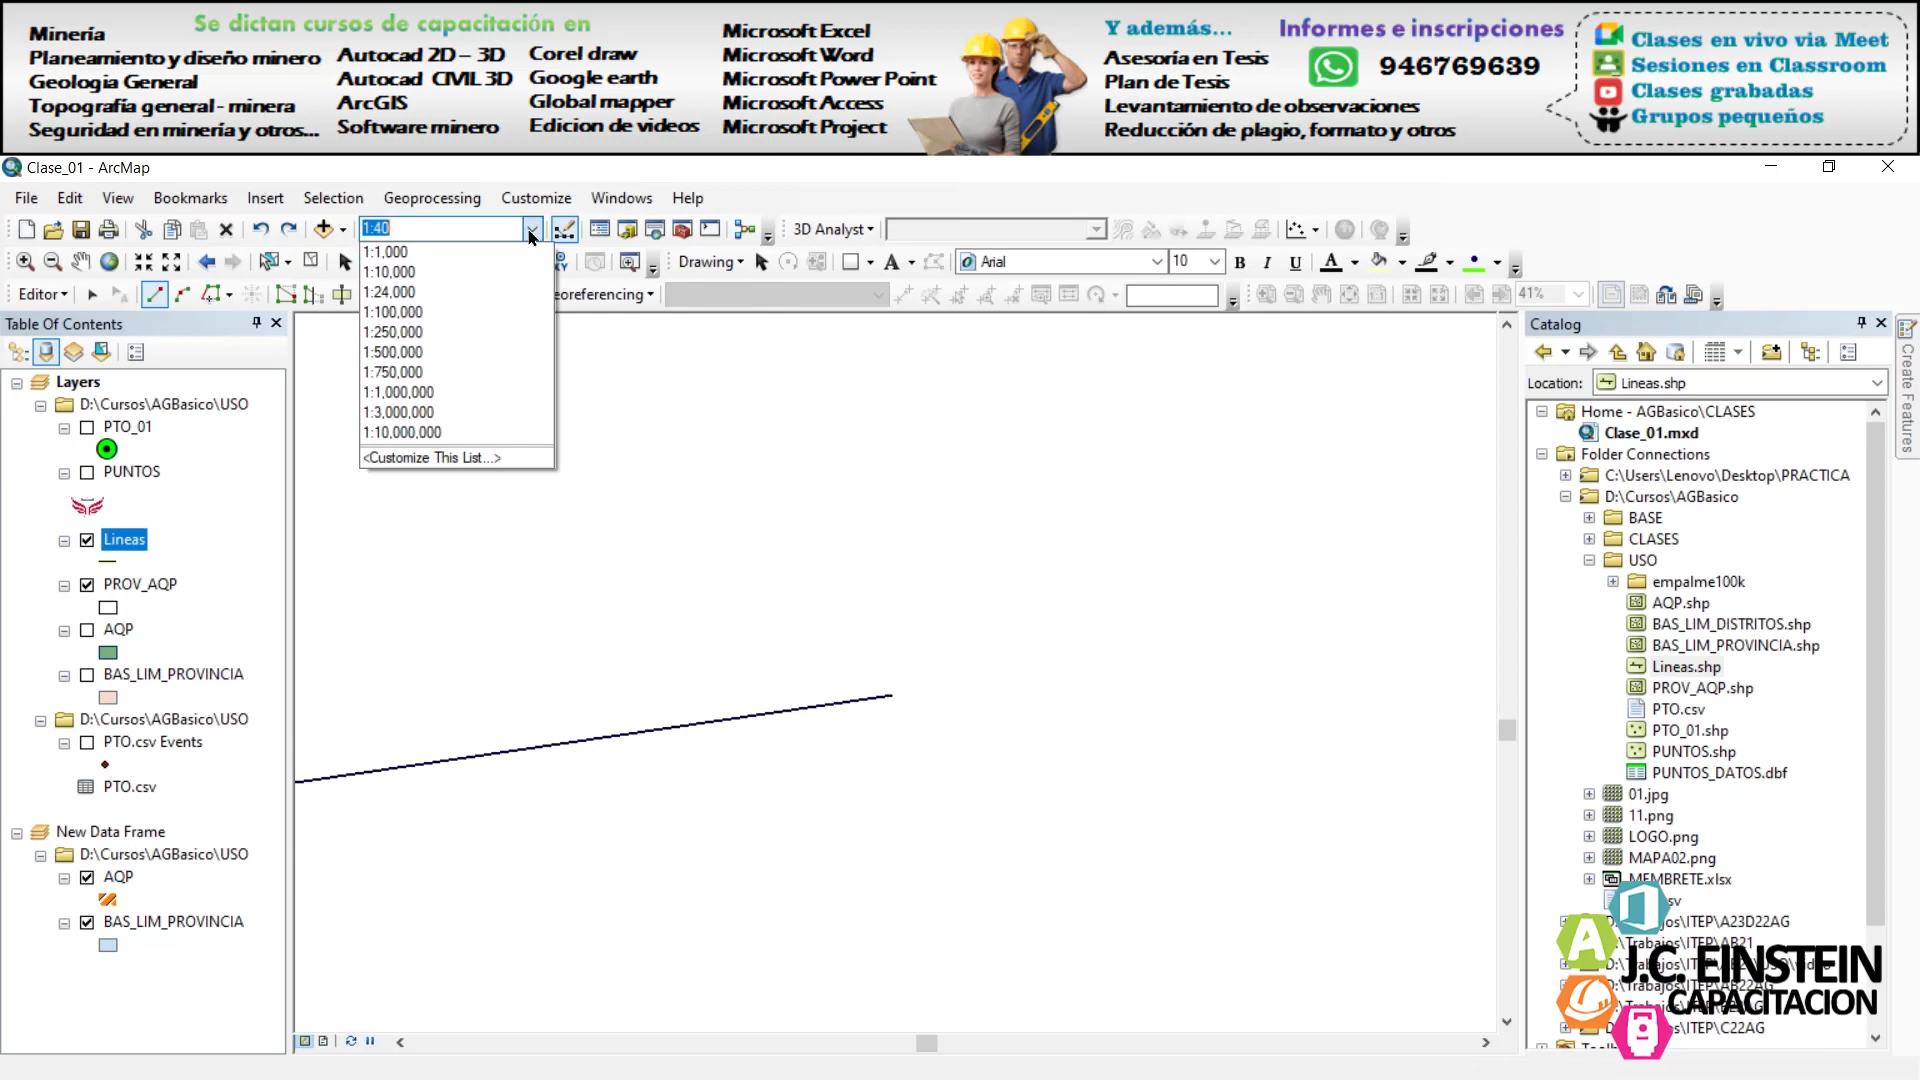 Se dictan cursos de capacitación en
Minería
Planeamiento y diseño minero
Geologia General
Topografía general - minera
Seguridad en minería y otros...
Autocad 2D – 3D
Autocad CIVIL 3D
ArcGIS
Software minero
Corel draw
Google earth
Global mapper
Edicion de videos
Microsoft Excel
Microsoft Word
Microsoft Power Point
Microsoft Access
Microsoft Project
Y además...
Asesoría en Tesis
Plan de Tesis
Levantamiento de observaciones
Reducción de plagio, formato y otros
Informes e inscripciones
946769639
Clases en vivo via Meet
Sesiones en Classroom
Clases grabadas
Grupos pequeños
Clase_01 - ArcMap
File Edit View Bookmarks Insert Selection Geoprocessing Customize Windows Help
1:40
3D Analyst
1:1,000
1:10,000
1:24,000
1:100,000
1:250,000
1:500,000
1:750,000
1:1,000,000
1:3,000,000
1:10,000,000
<Customize This List...>
Drawing
Arial
10
B I U A
Editor
eoreferencing
41%
Table Of Contents
Layers
D:\Cursos\AGBasico\USO
PTO_01
PUNTOS
Lineas
PROV_AQP
AQP
BAS_LIM_PROVINCIA
D:\Cursos\AGBasico\USO
PTO.csv Events
PTO.csv
New Data Frame
D:\Cursos\AGBasico\USO
AQP
BAS_LIM_PROVINCIA
Catalog
Location: Lineas.shp
Home - AGBasico\CLASES
Clase_01.mxd
Folder Connections
C:\Users\Lenovo\Desktop\PRACTICA
D:\Cursos\AGBasico
BASE
CLASES
USO
empalme100k
AQP.shp
BAS_LIM_DISTRITOS.shp
BAS_LIM_PROVINCIA.shp
Lineas.shp
PROV_AQP.shp
PTO.csv
PTO_01.shp
PUNTOS.shp
PUNTOS_DATOS.dbf
01.jpg
11.png
LOGO.png
MAPA02.png
MEMBRETE.xlsx
ojos\ITEP\A23D22AG
Create Features
J.C. EINSTEIN
CAPACITACION